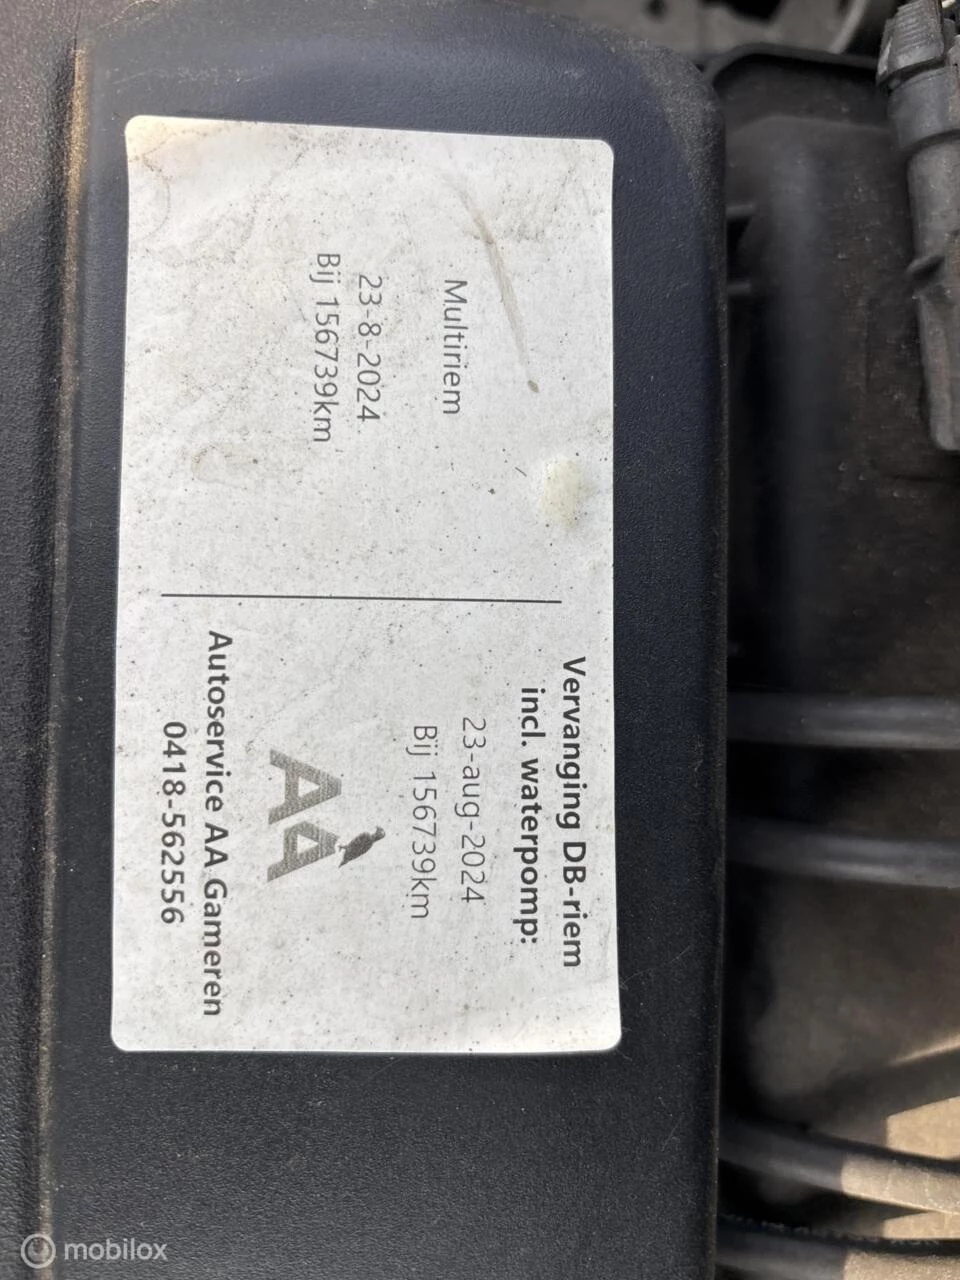 Multiriem
23-8-2024
Bij 156739km
Vervanging DB-riem
incl. waterpomp:
23-aug-2024
Bij 156739km
AA
Autoservice AA Gameren
0418-562556
mobilox